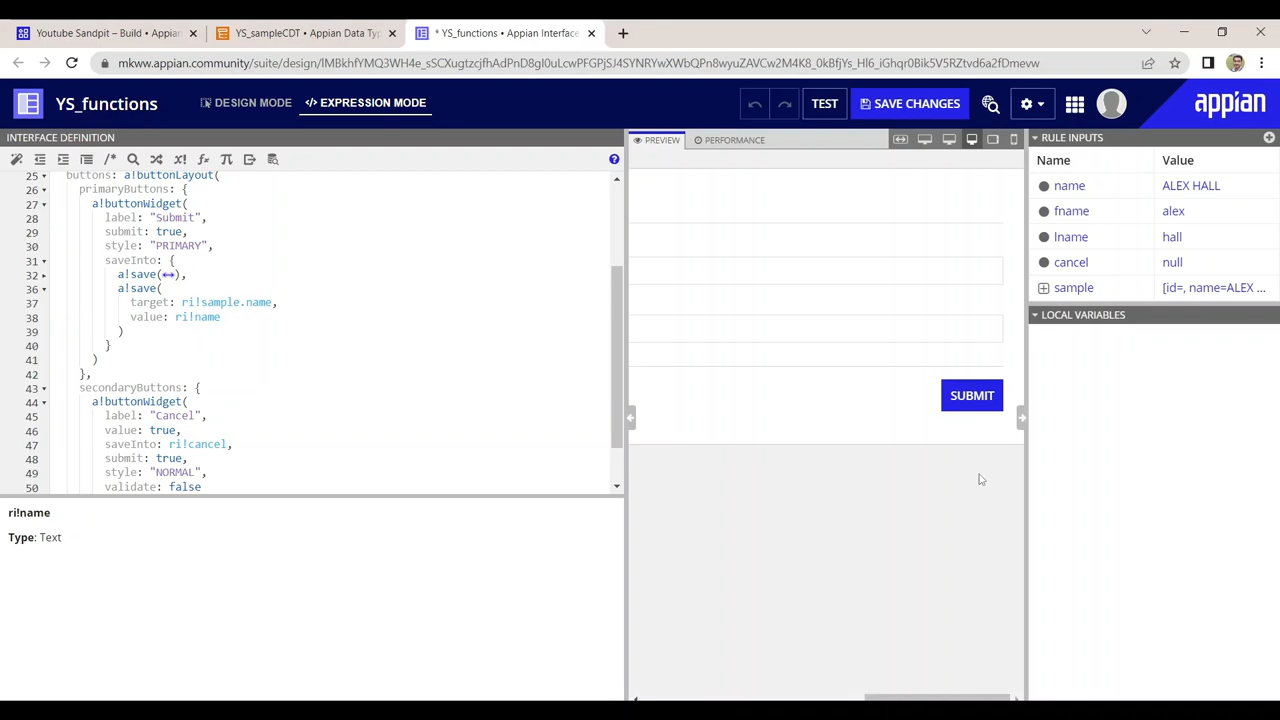 Youtube Sandpit – Build • Appian
YS_sampleCDT • Appian Data Typ
* YS_functions • Appian Interface
mkww.appian.community/suite/design/lMBkhfYMQ3WH4e_sSCXugtzcjfhAdPnD8gI0uLcwPFGPjSJ4SYNRYwXWbQPn8wyuZAVCw2M4K8_0kBfjYs_Hl6_iGhqr0Bik5V5RZtvd6a2fDmevw
YS_functions
DESIGN MODE
</> EXPRESSION MODE
TEST
SAVE CHANGES
appian
INTERFACE DEFINITION
PREVIEW
PERFORMANCE
RULE INPUTS
25 buttons: a!buttonLayout(
26 primaryButtons: {
27 a!buttonWidget(
28 label: "Submit",
29 submit: true,
30 style: "PRIMARY",
31 saveInto: {
32 a!save(↔),
36 a!save(
37 target: ri!sample.name,
38 value: ri!name
39 )
40 }
41 )
42 },
43 secondaryButtons: {
44 a!buttonWidget(
45 label: "Cancel",
46 value: true,
47 saveInto: ri!cancel,
48 submit: true,
49 style: "NORMAL",
50 validate: false
ri!name
Type: Text
SUBMIT
Name Value
name ALEX HALL
fname alex
lname hall
cancel null
sample [id=, name=ALEX ...
LOCAL VARIABLES